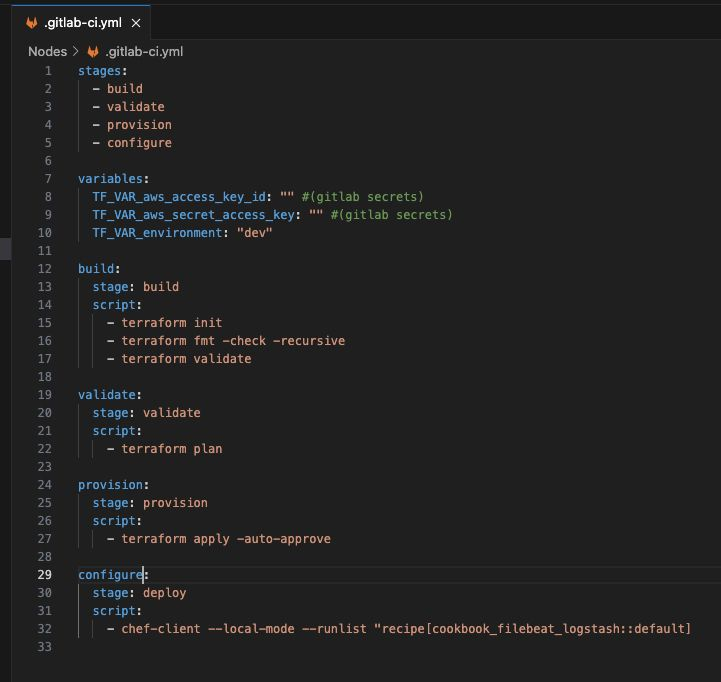 .gitlab-ci.yml ×
Nodes > .gitlab-ci.yml
1 stages:
2   - build
3   - validate
4   - provision
5   - configure
6
7 variables:
8   TF_VAR_aws_access_key_id: "" #(gitlab secrets)
9   TF_VAR_aws_secret_access_key: "" #(gitlab secrets)
10   TF_VAR_environment: "dev"
11
12 build:
13   stage: build
14   script:
15     - terraform init
16     - terraform fmt -check -recursive
17     - terraform validate
18
19 validate:
20   stage: validate
21   script:
22     - terraform plan
23
24 provision:
25   stage: provision
26   script:
27     - terraform apply -auto-approve
28
29 configure:
30   stage: deploy
31   script:
32     - chef-client --local-mode --runlist "recipe[cookbook_filebeat_logstash::default]
33